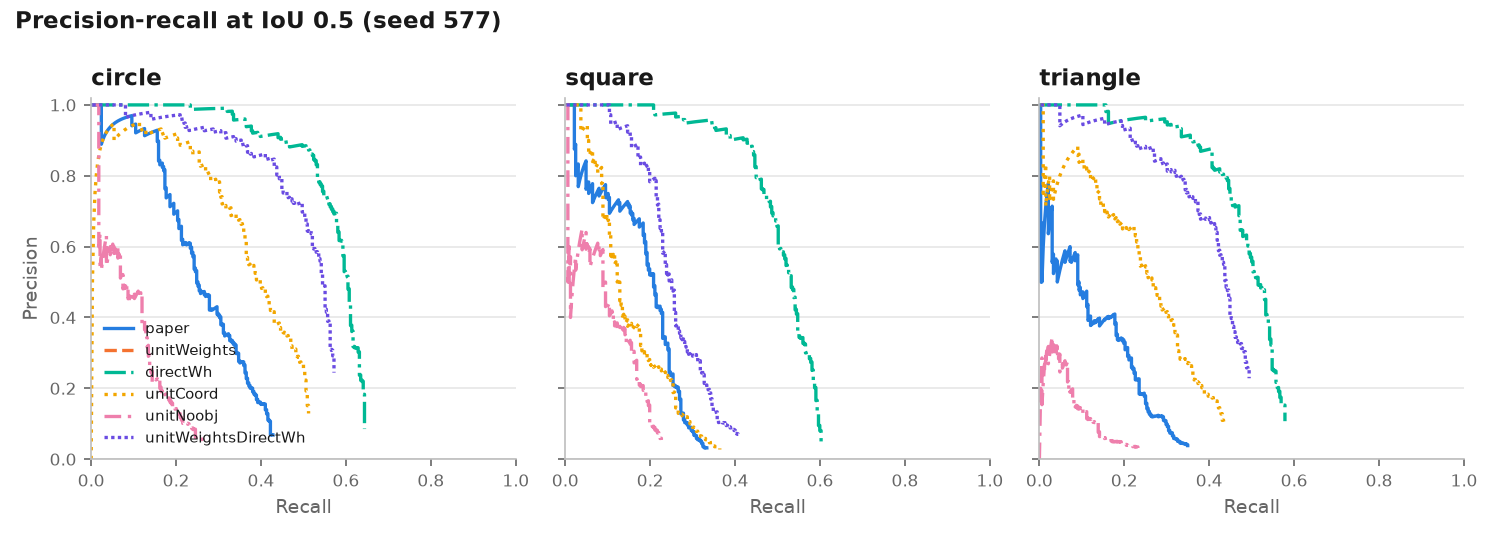 Precision-recall at IoU 0.5 (seed 577)
circle
square
triangle
Precision
1.0
0.8
0.6
0.4
0.2
0.0
paper
unitWeights
directWh
unitCoord
unitNoobj
unitWeightsDirectWh
0.0 0.2 0.4 0.6 0.8 1.0
0.0 0.2 0.4 0.6 0.8 1.0
0.0 0.2 0.4 0.6 0.8 1.0
Recall
Recall
Recall